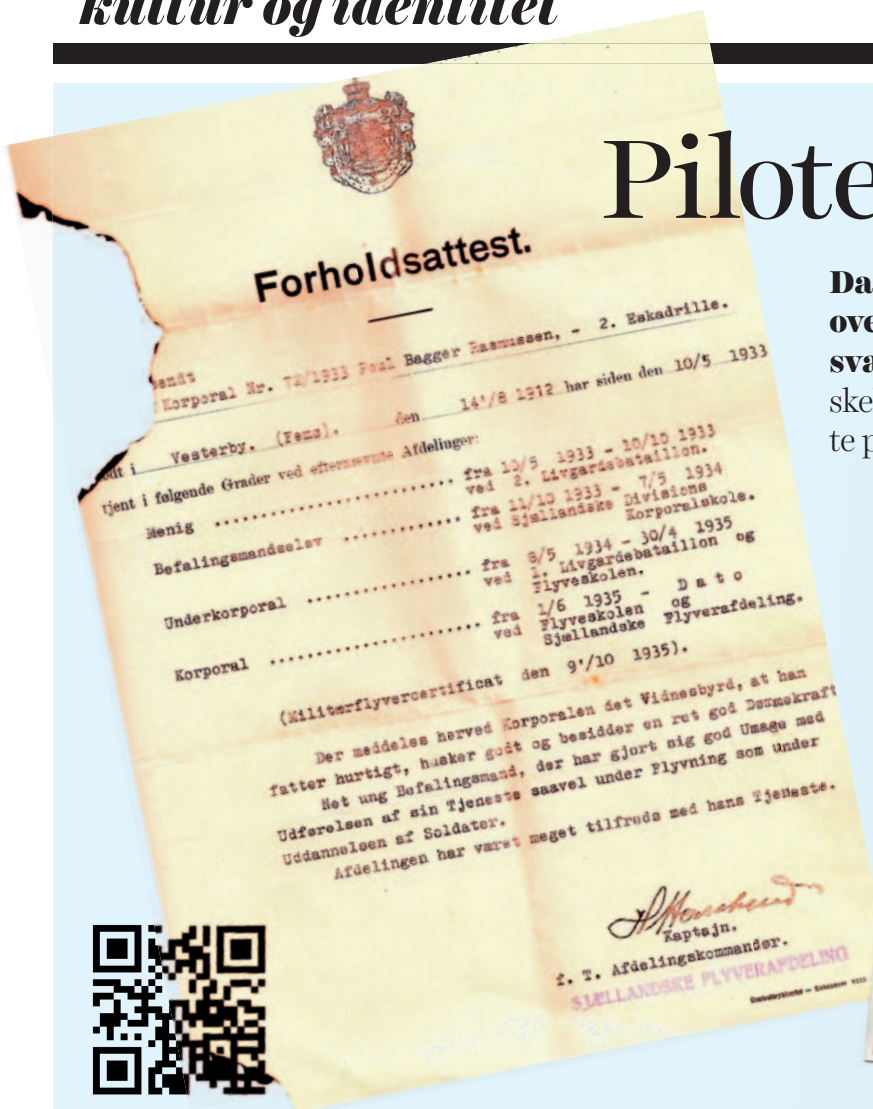 kultur og identitet
Pilote
Da
ove
sva
ske
te p
Forholdsattest.
sendt
Korporal Nr. 72/1933 Poul Bagger Rasmussen, - 2. Eskadrille.
ødt i Vesterby. (Femø). den 14'/8 1912 har siden den 10/5 1933
tjent i følgende Grader ved efternævnte Afdelinger:
Menig .......................... fra 10/5 1933 - 10/10 1933
ved 2. Livgardebataillon.
Befalingsmandselev ............ fra 11/10 1933 - 7/5 1934
ved Sjællandske Divisions
Korporalskole.
Underkorporal .................. fra 8/5 1934 - 30/4 1935
ved 1. Livgardebataillon og
Flyveskolen.
Korporal ....................... fra 1/6 1935 - Dato
ved Flyveskolen og
Sjællandske Flyverafdeling.
(Militærflyvercertificat den 9'/10 1935).
Der meddeles herved Korporalen det Vidnesbyrd, at han
fatter hurtigt, husker godt og besidder en ret god Dømmekraft
Net ung Befalingsmand, der har gjort sig god Umage med
Udførelsen af sin Tjeneste saavel under Flyvning som under
Uddannelsen af Soldater.
Afdelingen har været meget tilfreds med hans Tjeneste.
Kaptajn.
f. T. Afdelingskommandør.
SJÆLLANDSKE FLYVERAFDELING